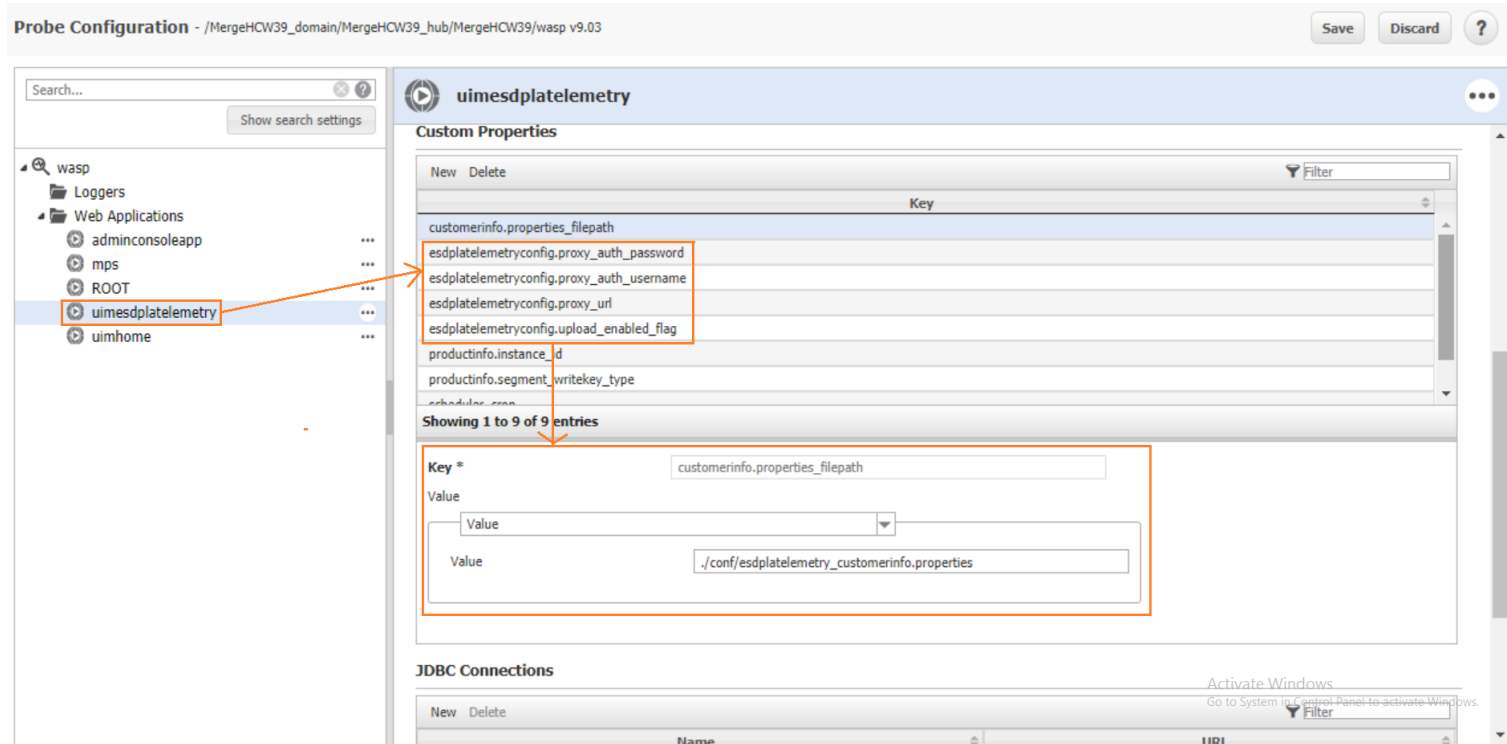 Probe Configuration - /MergeHCW39_domain/MergeHCW39_hub/MergeHCW39/wasp v9.03
Save
Discard
?
Search...
?
Show search settings
wasp
Loggers
Web Applications
adminconsoleapp
mps
ROOT
uimesdplatelemetry
uimhome
uimesdplatelemetry
Custom Properties
New Delete
Filter
Key
customerinfo.properties_filepath
esdplatelemetryconfig.proxy_auth_password
esdplatelemetryconfig.proxy_auth_username
esdplatelemetryconfig.proxy_url
esdplatelemetryconfig.upload_enabled_flag
productinfo.instance_id
productinfo.segment_writekey_type
scheduler_cron
Showing 1 to 9 of 9 entries
Key *
customerinfo.properties_filepath
Value
Value
Value
./conf/esdplatelemetry_customerinfo.properties
JDBC Connections
Activate Windows
Go to System in Control Panel to activate Windows.
New Delete
Filter
Name
URL